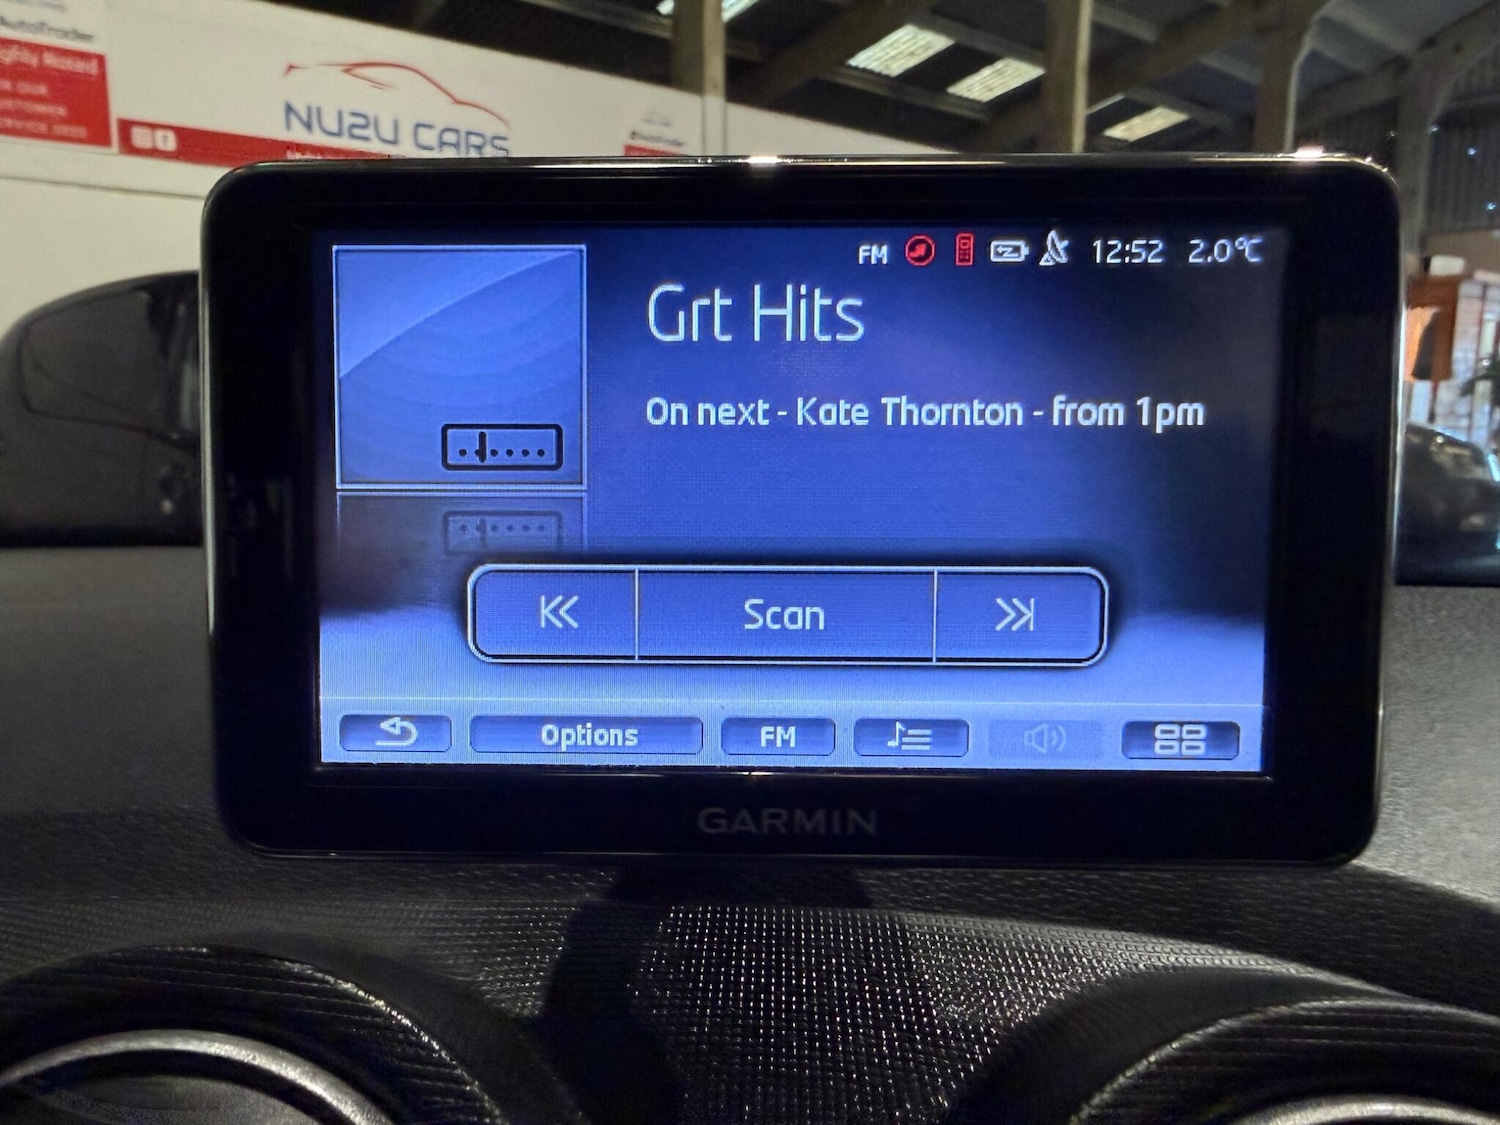 AutoTrader
NU2U CARS
FM 12:52 2.0°C
Grt Hits
On next - Kate Thornton - from 1pm
Scan
Options FM
GARMIN